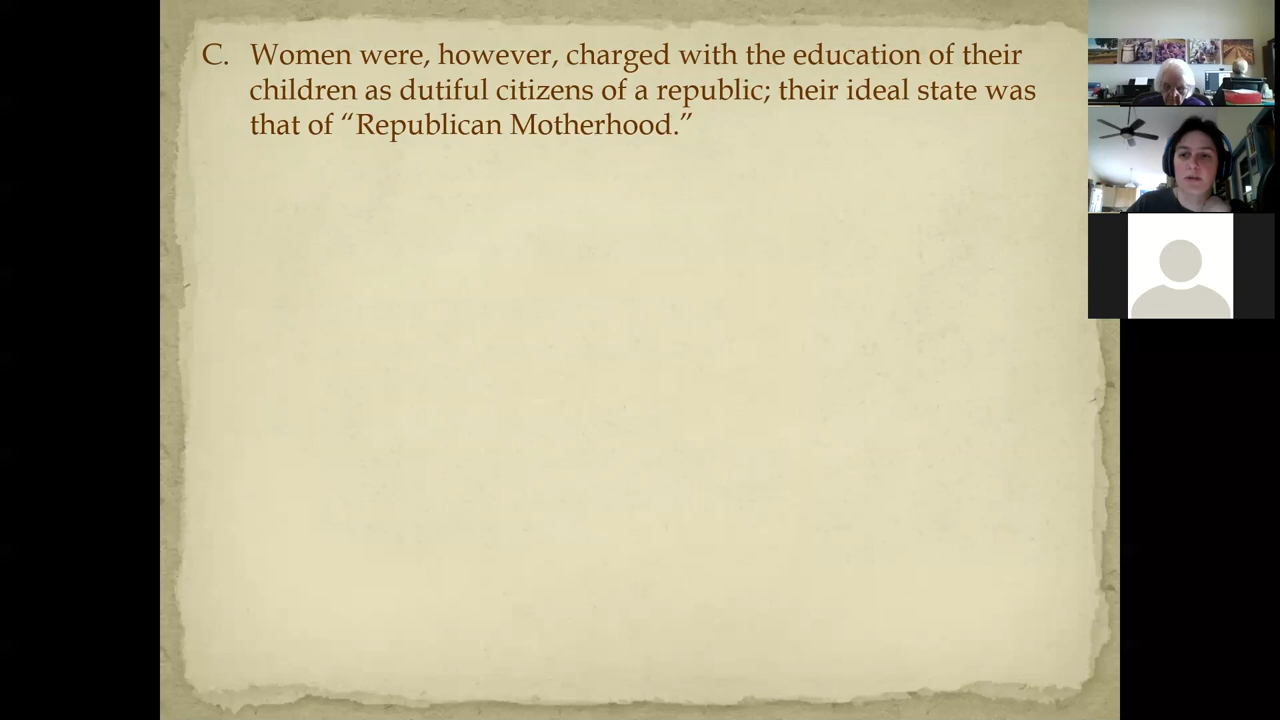 C. Women were, however, charged with the education of their
children as dutiful citizens of a republic; their ideal state was
that of “Republican Motherhood.”